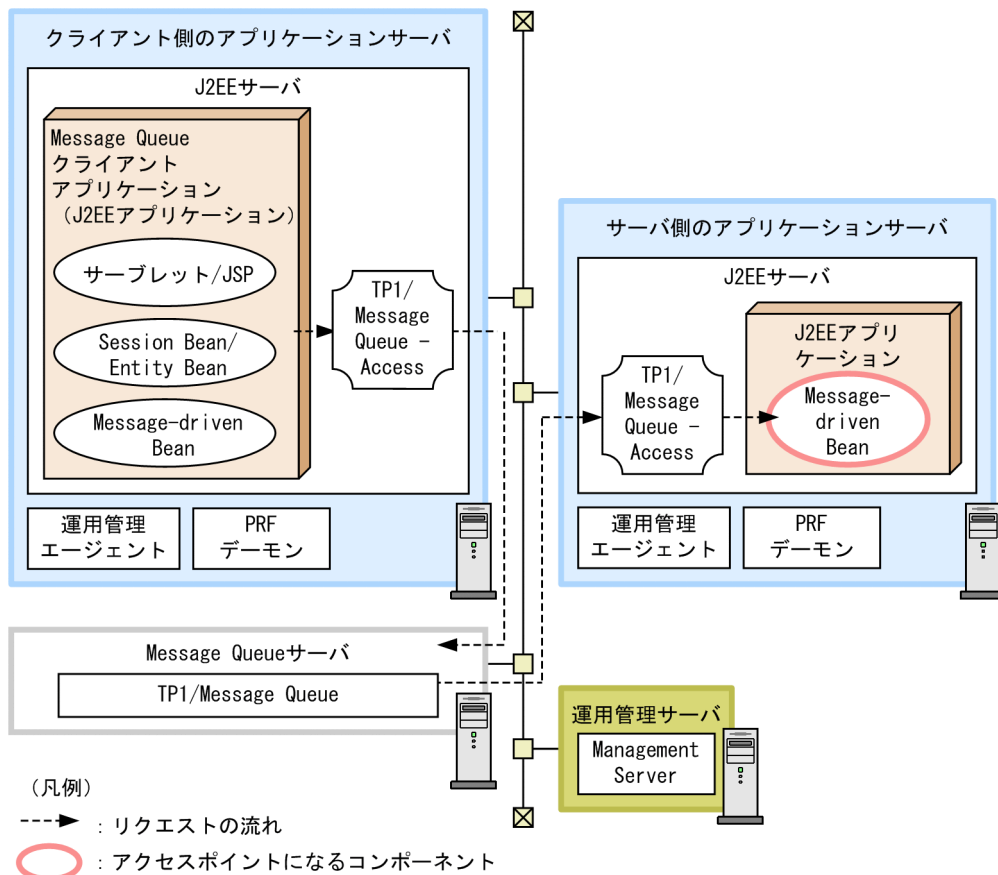 クライアント側のアプリケーションサーバ
J2EEサーバ
Message Queue
クライアント
アプリケーション
（J2EEアプリケーション）
サーブレット/JSP
Session Bean/
Entity Bean
Message-driven
Bean
TP1/
Message
Queue -
Access
運用管理
エージェント
PRF
デーモン
サーバ側のアプリケーションサーバ
J2EEサーバ
TP1/
Message
Queue -
Access
J2EEアプリ
ケーション
Message-
driven
Bean
運用管理
エージェント
PRF
デーモン
Message Queueサーバ
TP1/Message Queue
運用管理サーバ
Management
Server
（凡例）
：リクエストの流れ
：アクセスポイントになるコンポーネント